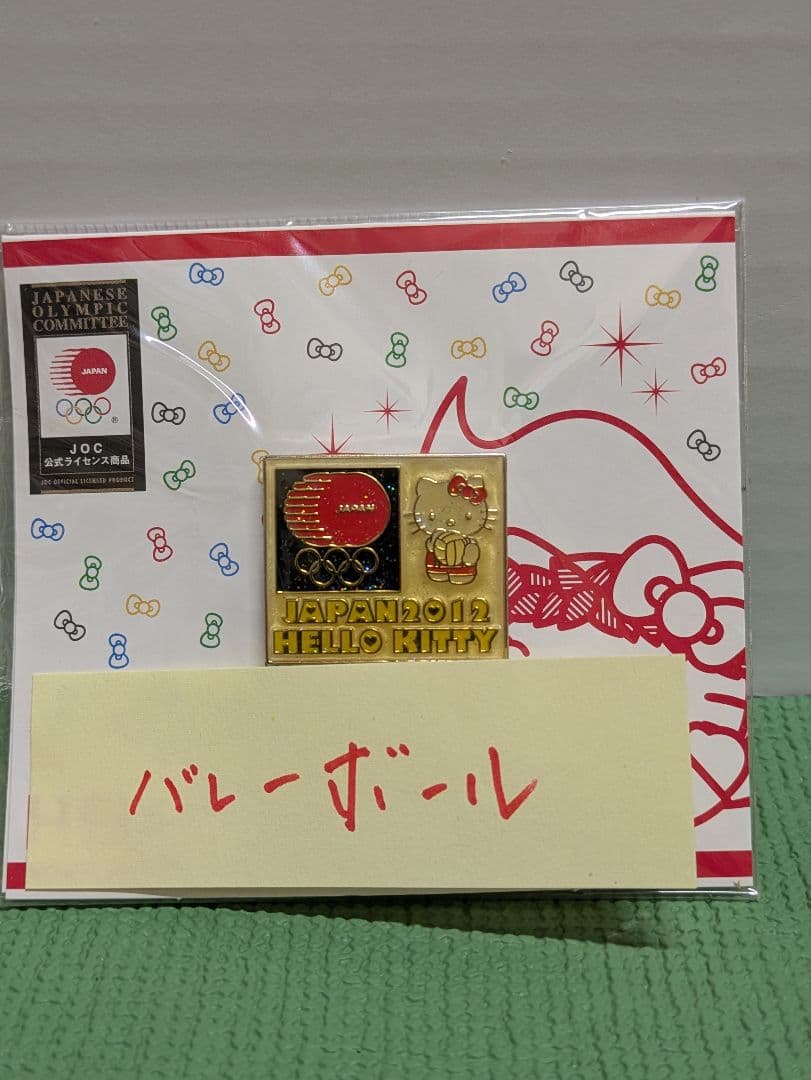 JAPANESE
OLYMPIC
COMMITTEE
JAPAN
®
JOC
公式ライセンス商品
JOC OFFICIAL LICENSED PRODUCT
JAPAN
JAPAN2012
HELLO KITTY
バレーボール